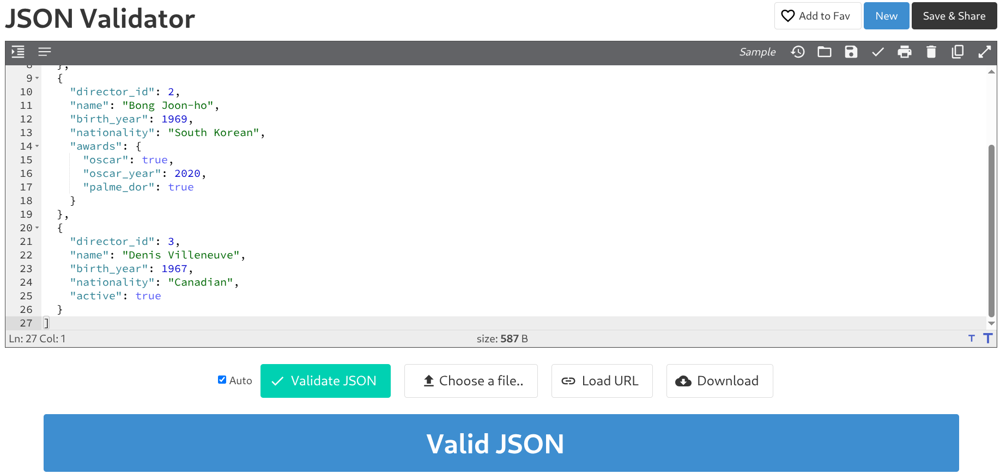 JSON Validator
Add to Fav
New
Save & Share
Sample
8 },
9 {
10 "director_id": 2,
11 "name": "Bong Joon-ho",
12 "birth_year": 1969,
13 "nationality": "South Korean",
14 "awards": {
15 "oscar": true,
16 "oscar_year": 2020,
17 "palme_dor": true
18 }
19 },
20 {
21 "director_id": 3,
22 "name": "Denis Villeneuve",
23 "birth_year": 1967,
24 "nationality": "Canadian",
25 "active": true
26 }
27 ]
Ln: 27 Col: 1
size: 587 B
T T
Auto
Validate JSON
Choose a file..
Load URL
Download
Valid JSON